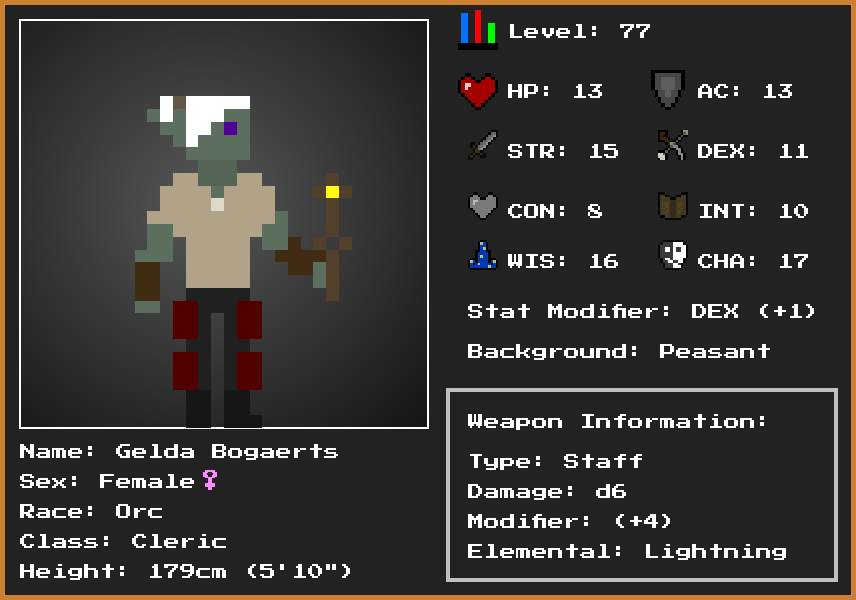 Level: 77
HP: 13 AC: 13
STR: 15 DEX: 11
CON: 8 INT: 10
WIS: 16 CHA: 17
Stat Modifier: DEX (+1)
Background: Peasant
Weapon Information:
Type: Staff
Damage: d6
Modifier: (+4)
Elemental: Lightning
Name: Gelda Bogaerts
Sex: Female♀
Race: Orc
Class: Cleric
Height: 179cm (5'10")